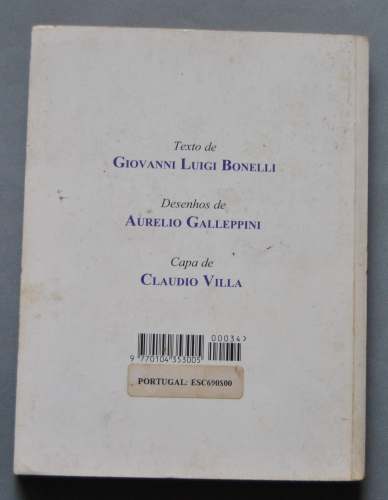 Texto de
GIOVANNI LUIGI BONELLI
Desenhos de
AURELIO GALLEPPINI
Capa de
CLAUDIO VILLA
00034>
9 770104 353005
PORTUGAL: ESC690$00